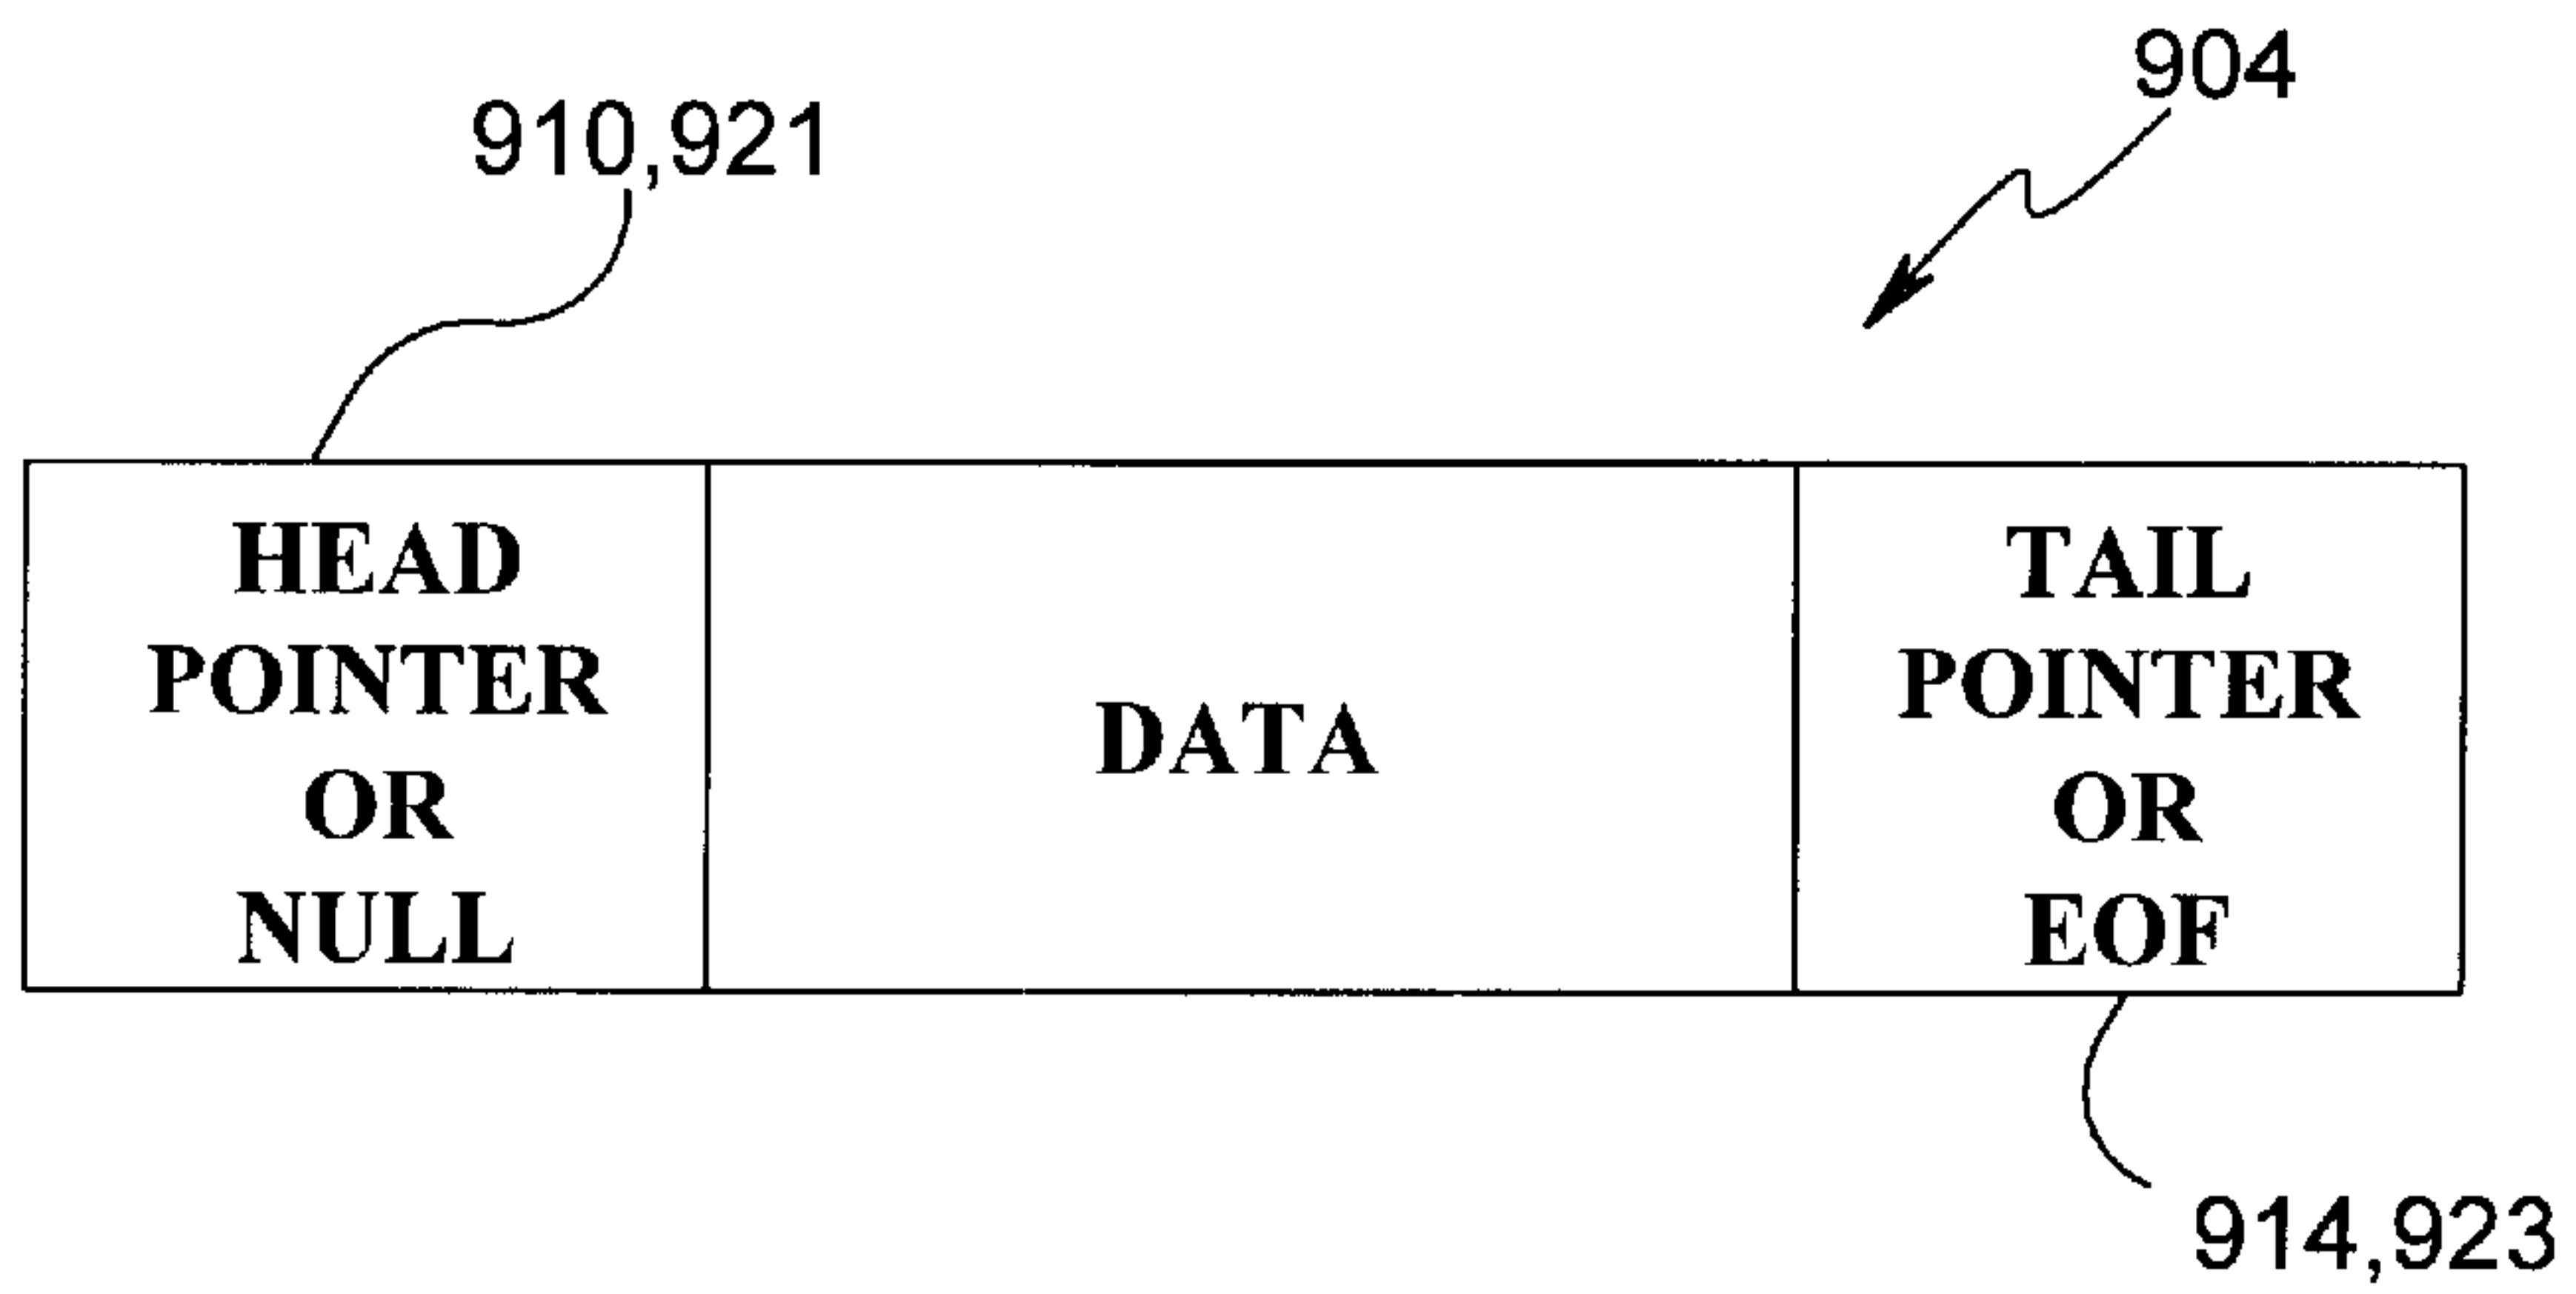 904
910,921
HEAD
POINTER
OR
NULL
DATA
TAIL
POINTER
OR
EOF
914,923